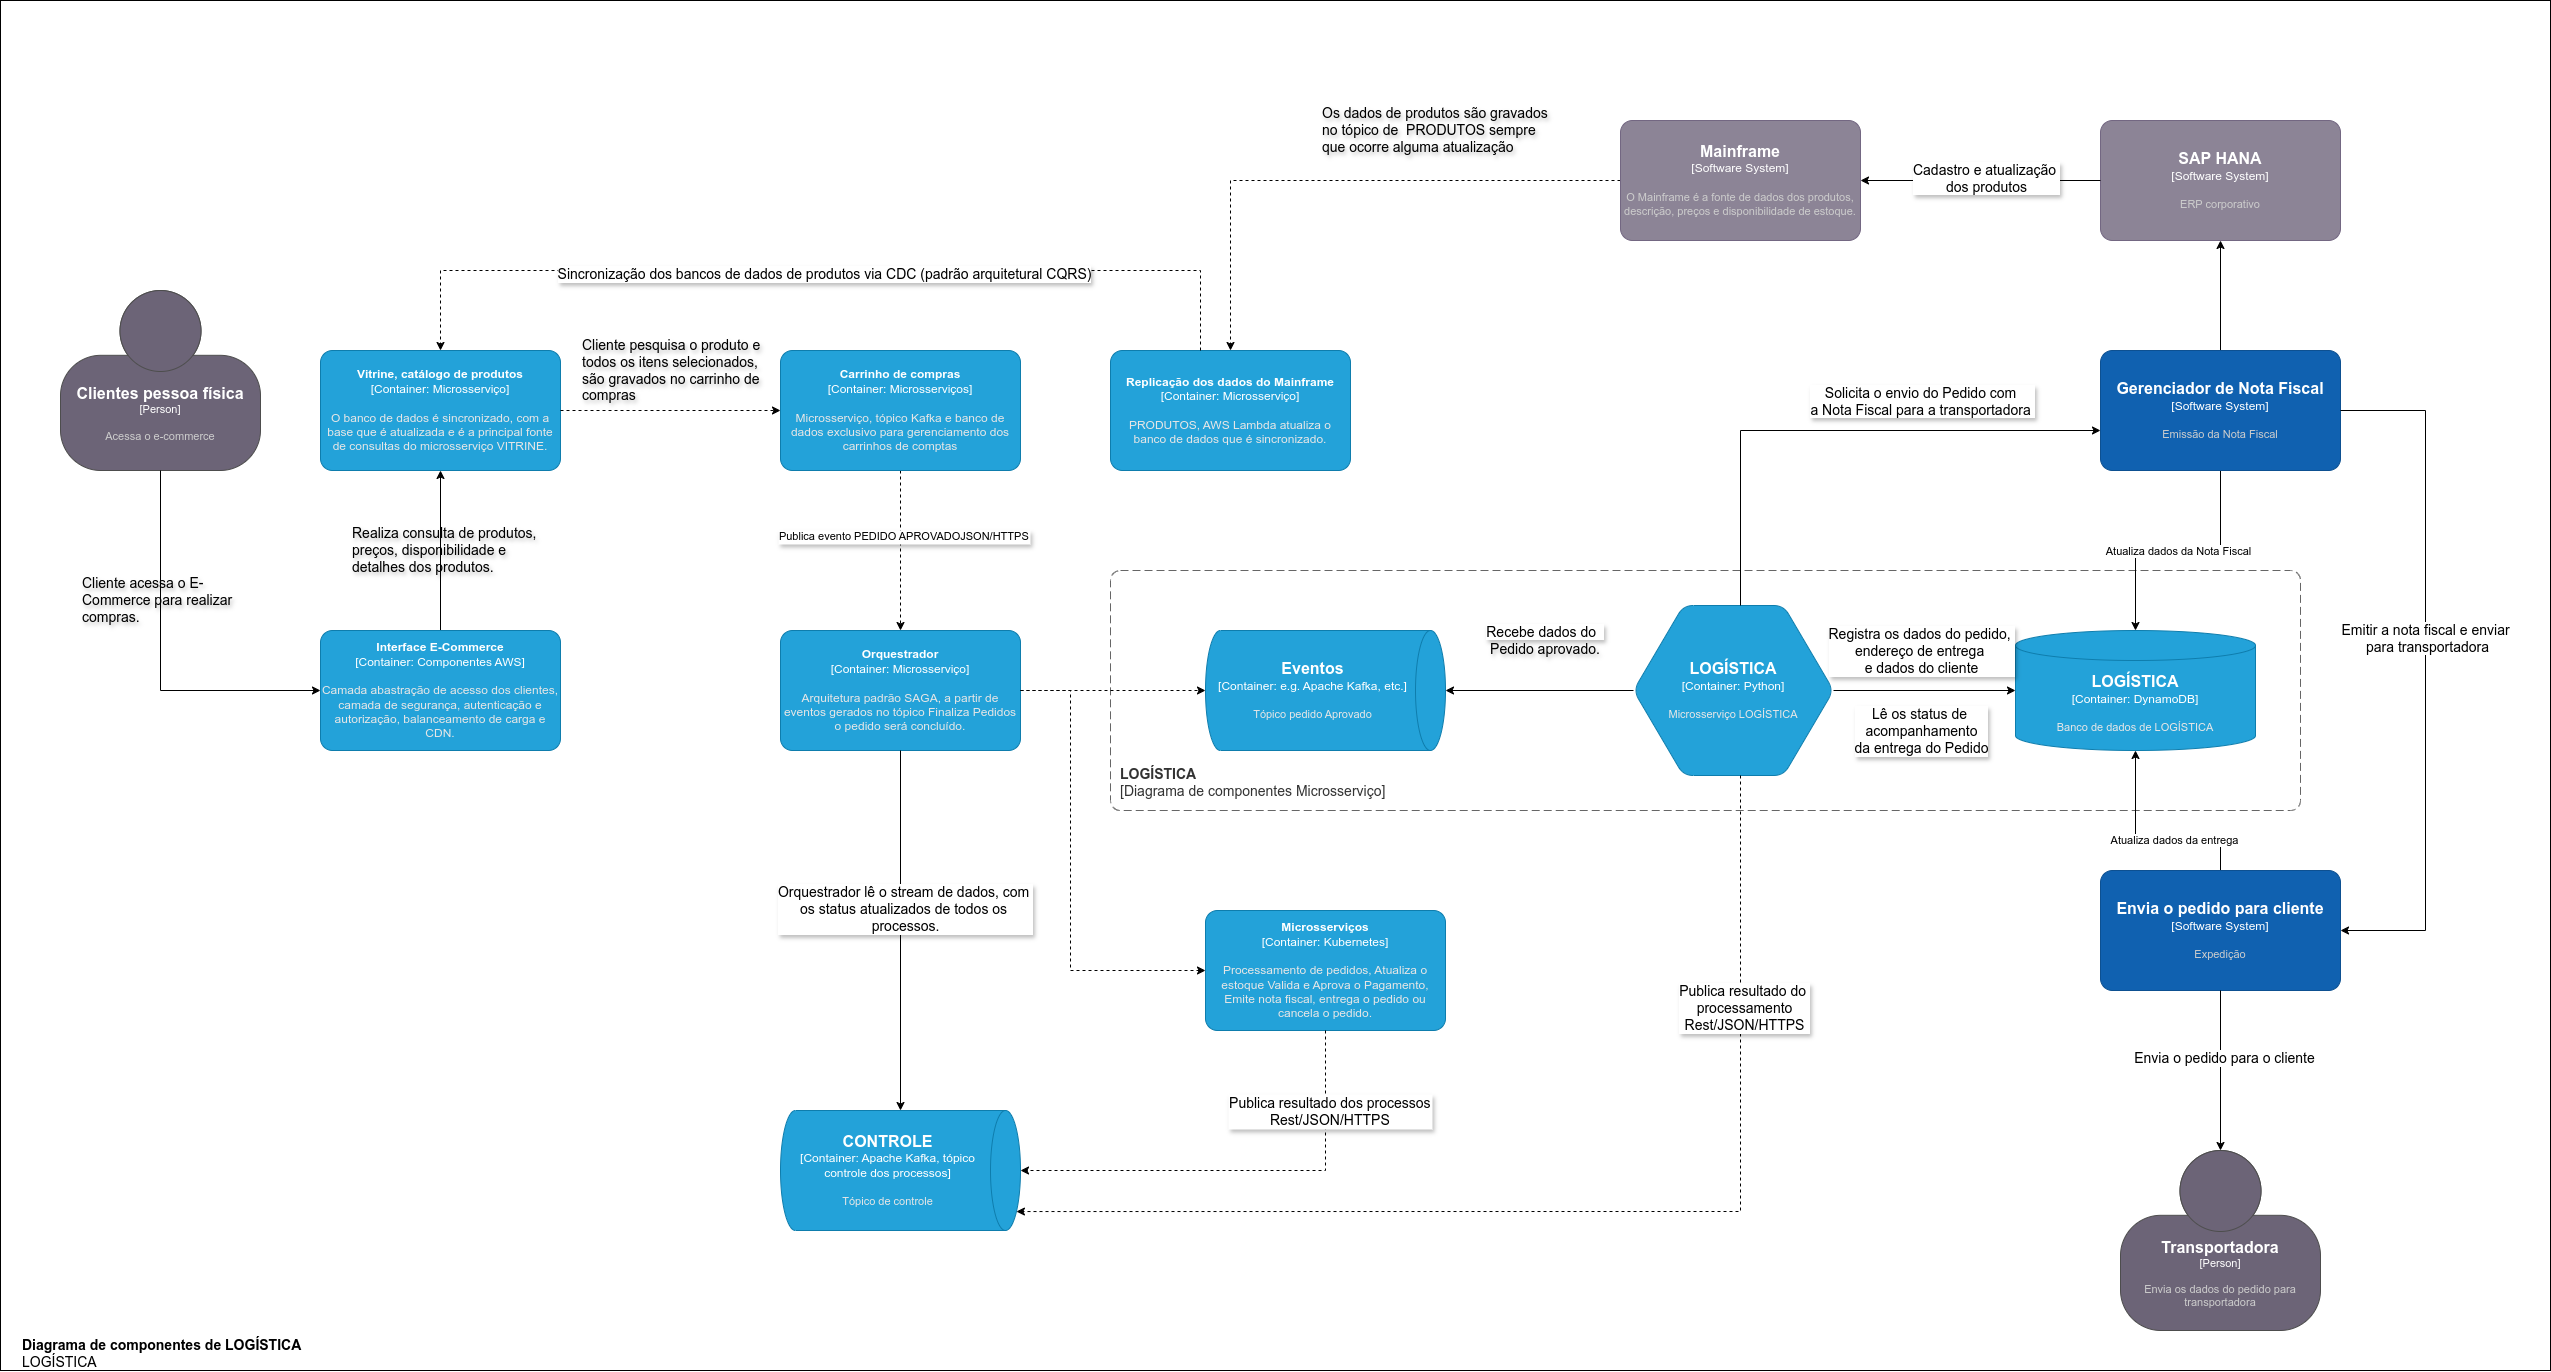 Os dados de produtos são gravados
no tópico de  PRODUTOS sempre
que ocorre alguma atualização
Mainframe
[Software System]
O Mainframe é a fonte de dados dos produtos,
descrição, preços e disponibilidade de estoque.
Cadastro e atualização
dos produtos
SAP HANA
[Software System]
ERP corporativo
Sincronização dos bancos de dados de produtos via CDC (padrão arquitetural CQRS)
Clientes pessoa física
[Person]
Acessa o e-commerce
Vitrine, catálogo de produtos
[Container: Microsserviço]
O banco de dados é sincronizado, com a
base que é atualizada e é a principal fonte
de consultas do microsserviço VITRINE.
Cliente pesquisa o produto e
todos os itens selecionados,
são gravados no carrinho de
compras
Carrinho de compras
[Container: Microsserviços]
Microsserviço, tópico Kafka e banco de
dados exclusivo para gerenciamento dos
carrinhos de comptas
Replicação dos dados do Mainframe
[Container: Microsserviço]
PRODUTOS, AWS Lambda atualiza o
banco de dados que é sincronizado.
Solicita o envio do Pedido com
a Nota Fiscal para a transportadora
Gerenciador de Nota Fiscal
[Software System]
Emissão da Nota Fiscal
Realiza consulta de produtos,
preços, disponibilidade e
detalhes dos produtos.
Publica evento PEDIDO APROVADOJSON/HTTPS
Atualiza dados da Nota Fiscal
Cliente acessa o E-
Commerce para realizar
compras.
Interface E-Commerce
[Container: Componentes AWS]
Camada abastração de acesso dos clientes,
camada de segurança, autenticação e
autorização, balanceamento de carga e
CDN.
Orquestrador
[Container: Microsserviço]
Arquitetura padrão SAGA, a partir de
eventos gerados no tópico Finaliza Pedidos
o pedido será concluído.
Eventos
[Container: e.g. Apache Kafka, etc.]
Tópico pedido Aprovado
Recebe dados do
Pedido aprovado.
LOGÍSTICA
[Container: Python]
Microsserviço LOGÍSTICA
Registra os dados do pedido,
endereço de entrega
e dados do cliente
Lê os status de
acompanhamento
da entrega do Pedido
LOGÍSTICA
[Container: DynamoDB]
Banco de dados de LOGÍSTICA
Emitir a nota fiscal e enviar
para transportadora
LOGÍSTICA
[Diagrama de componentes Microsserviço]
Atualiza dados da entrega
Orquestrador lê o stream de dados, com
os status atualizados de todos os
processos.
Microsserviços
[Container: Kubernetes]
Processamento de pedidos, Atualiza o
estoque Valida e Aprova o Pagamento,
Emite nota fiscal, entrega o pedido ou
cancela o pedido.
Envia o pedido para cliente
[Software System]
Expedição
Publica resultado do
processamento
Rest/JSON/HTTPS
Envia o pedido para o cliente
Publica resultado dos processos
Rest/JSON/HTTPS
CONTROLE
[Container: Apache Kafka, tópico
controle dos processos]
Tópico de controle
Transportadora
[Person]
Envia os dados do pedido para
transportadora
Diagrama de componentes de LOGÍSTICA
LOGÍSTICA